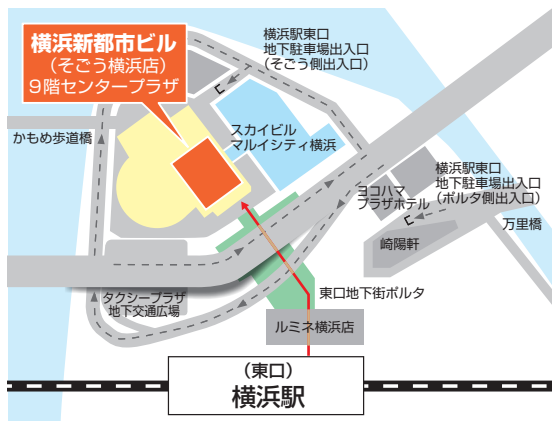 横浜新都市ビル
（そごう横浜店）
９階センタープラザ
横浜駅東口
地下駐車場出入口
（そごう側出入口）
かもめ歩道橋
スカイビル
マルイシティ横浜
横浜駅東口
地下駐車場出入口
（ポルタ側出入口）
ヨコハマ
プラザホテル
万里橋
崎陽軒
タクシープラザ
地下交通広場
東口地下街ポルタ
ルミネ横浜店
（東口）
横浜駅